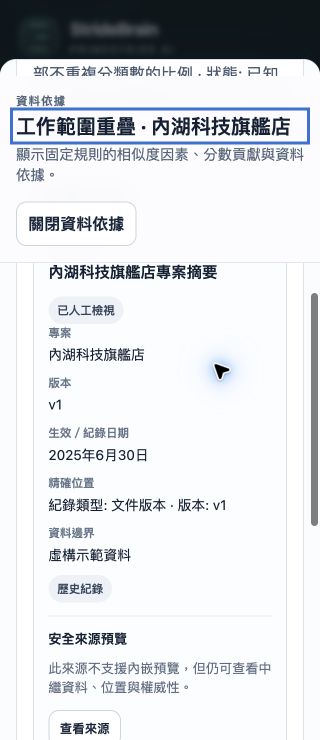 StrideBrain
部不重複分類數的比例 · 狀態: 已知
資料依據
工作範圍重疊 · 內湖科技旗艦店
顯示固定規則的相似度因素、分數貢獻與資料
依據。
關閉資料依據
內湖科技旗艦店專案摘要
已人工檢視
專案
內湖科技旗艦店
版本
v1
生效 / 紀錄日期
2025年6月30日
精確位置
紀錄類型: 文件版本 · 版本: v1
資料邊界
虛構示範資料
歷史紀錄
安全來源預覽
此來源不支援內嵌預覽，但仍可查看中
繼資料、位置與權威性。
查看來源